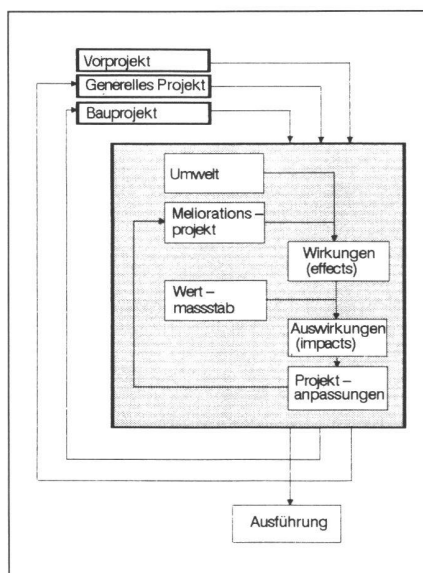 Vorprojekt
Generelles Projekt
Bauprojekt
Umwelt
Meliorations –
projekt
Wirkungen
(effects)
Wert –
massstab
Auswirkungen
(impacts)
Projekt –
anpassungen
Ausführung